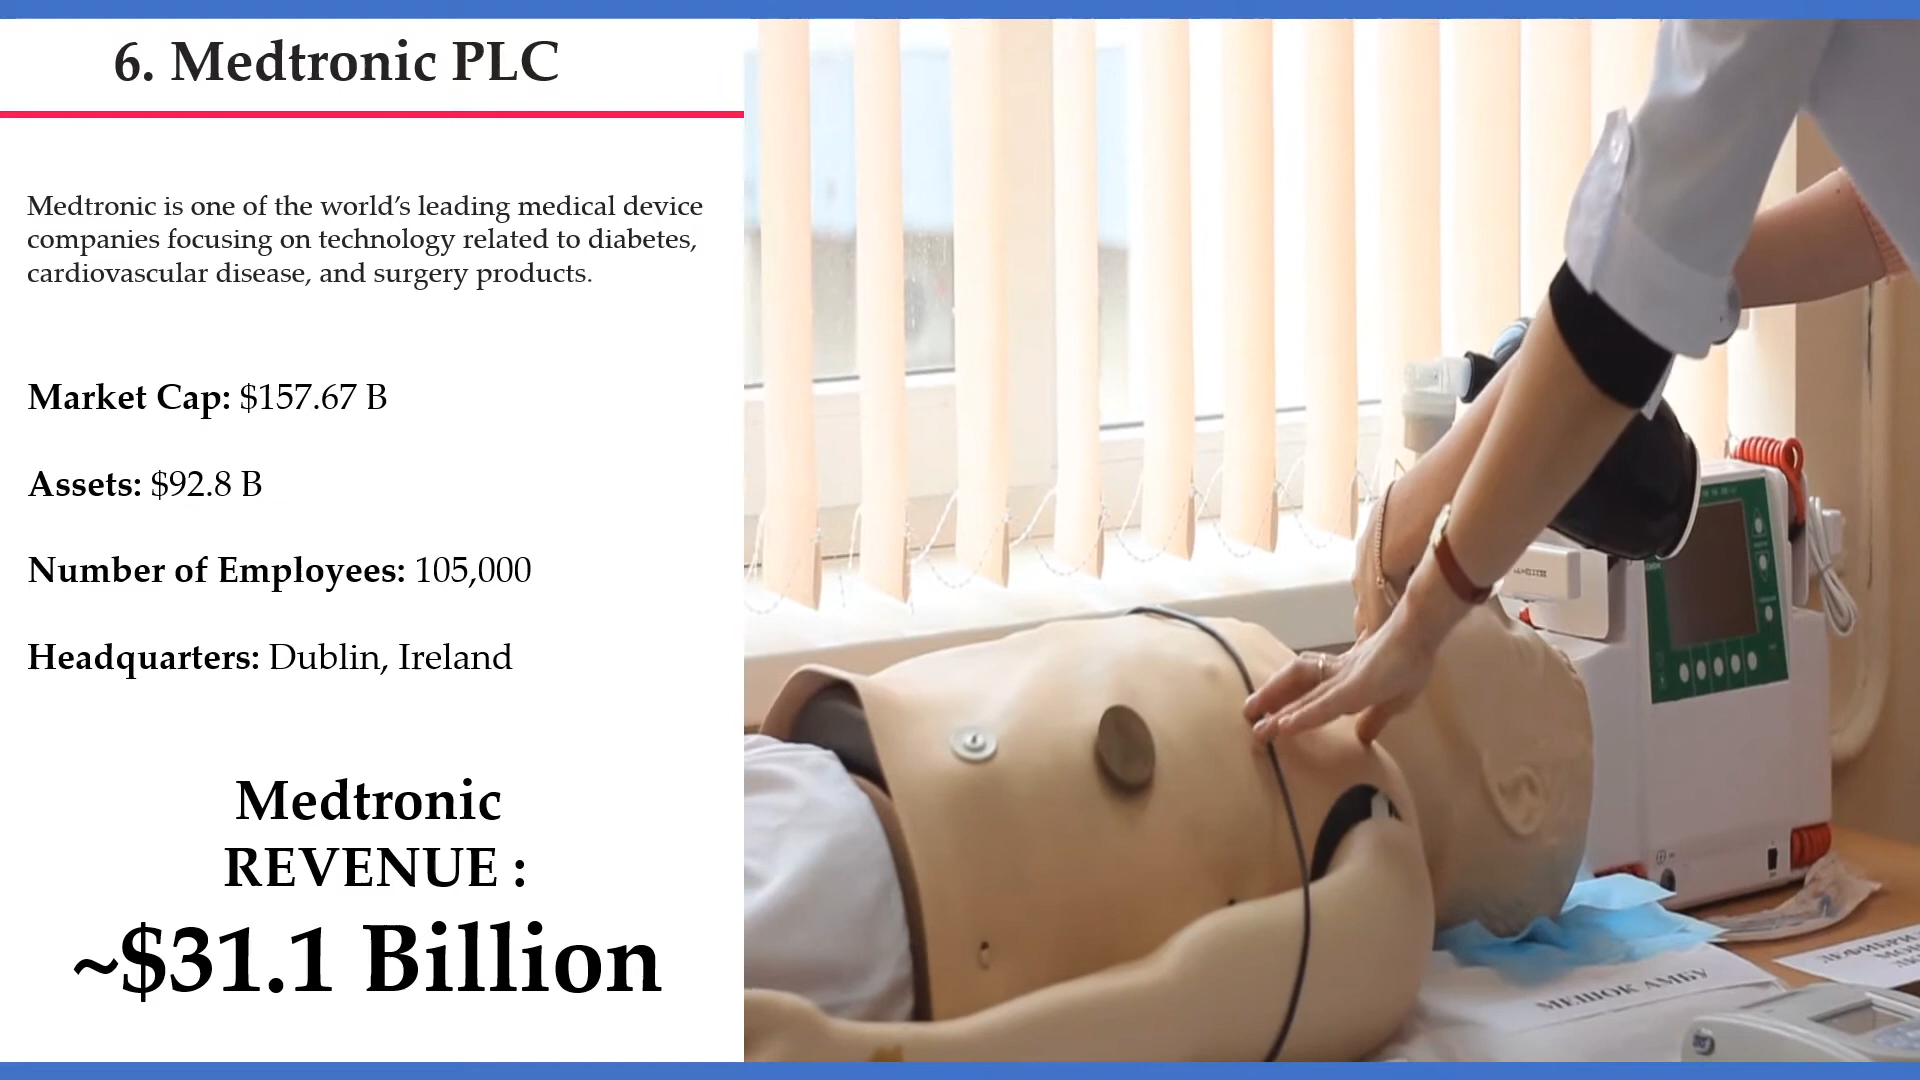 6. Medtronic PLC
Medtronic is one of the world’s leading medical device
companies focusing on technology related to diabetes,
cardiovascular disease, and surgery products.
Market Cap: $157.67 B
Assets: $92.8 B
Number of Employees: 105,000
Headquarters: Dublin, Ireland
Medtronic
REVENUE :
~$31.1 Billion
МЕШОК АМБУ